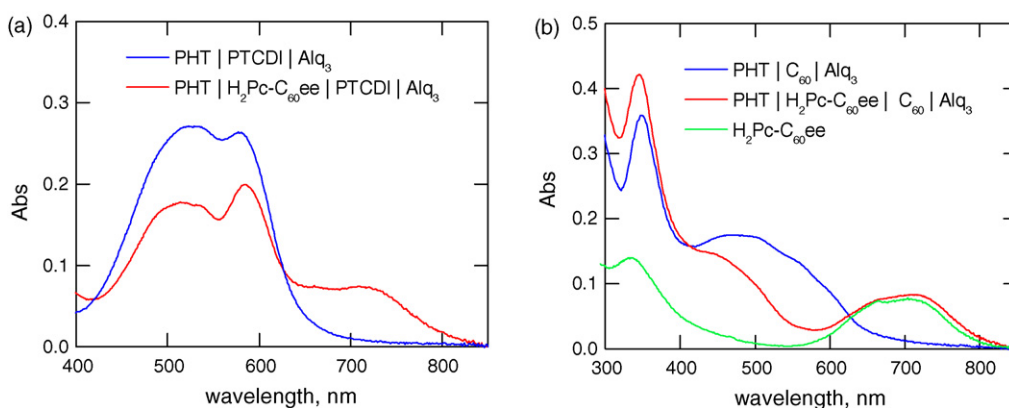 (a)
0.4
0.3
0.2
0.1
0.0
Abs
PHT | PTCDI | Alq₃
PHT | H₂Pc-C₆₀ee | PTCDI | Alq₃
400 500 600 700 800
wavelength, nm
(b)
0.5
0.4
0.3
0.2
0.1
0.0
Abs
PHT | C₆₀ | Alq₃
PHT | H₂Pc-C₆₀ee | C₆₀ | Alq₃
H₂Pc-C₆₀ee
300 400 500 600 700 800
wavelength, nm